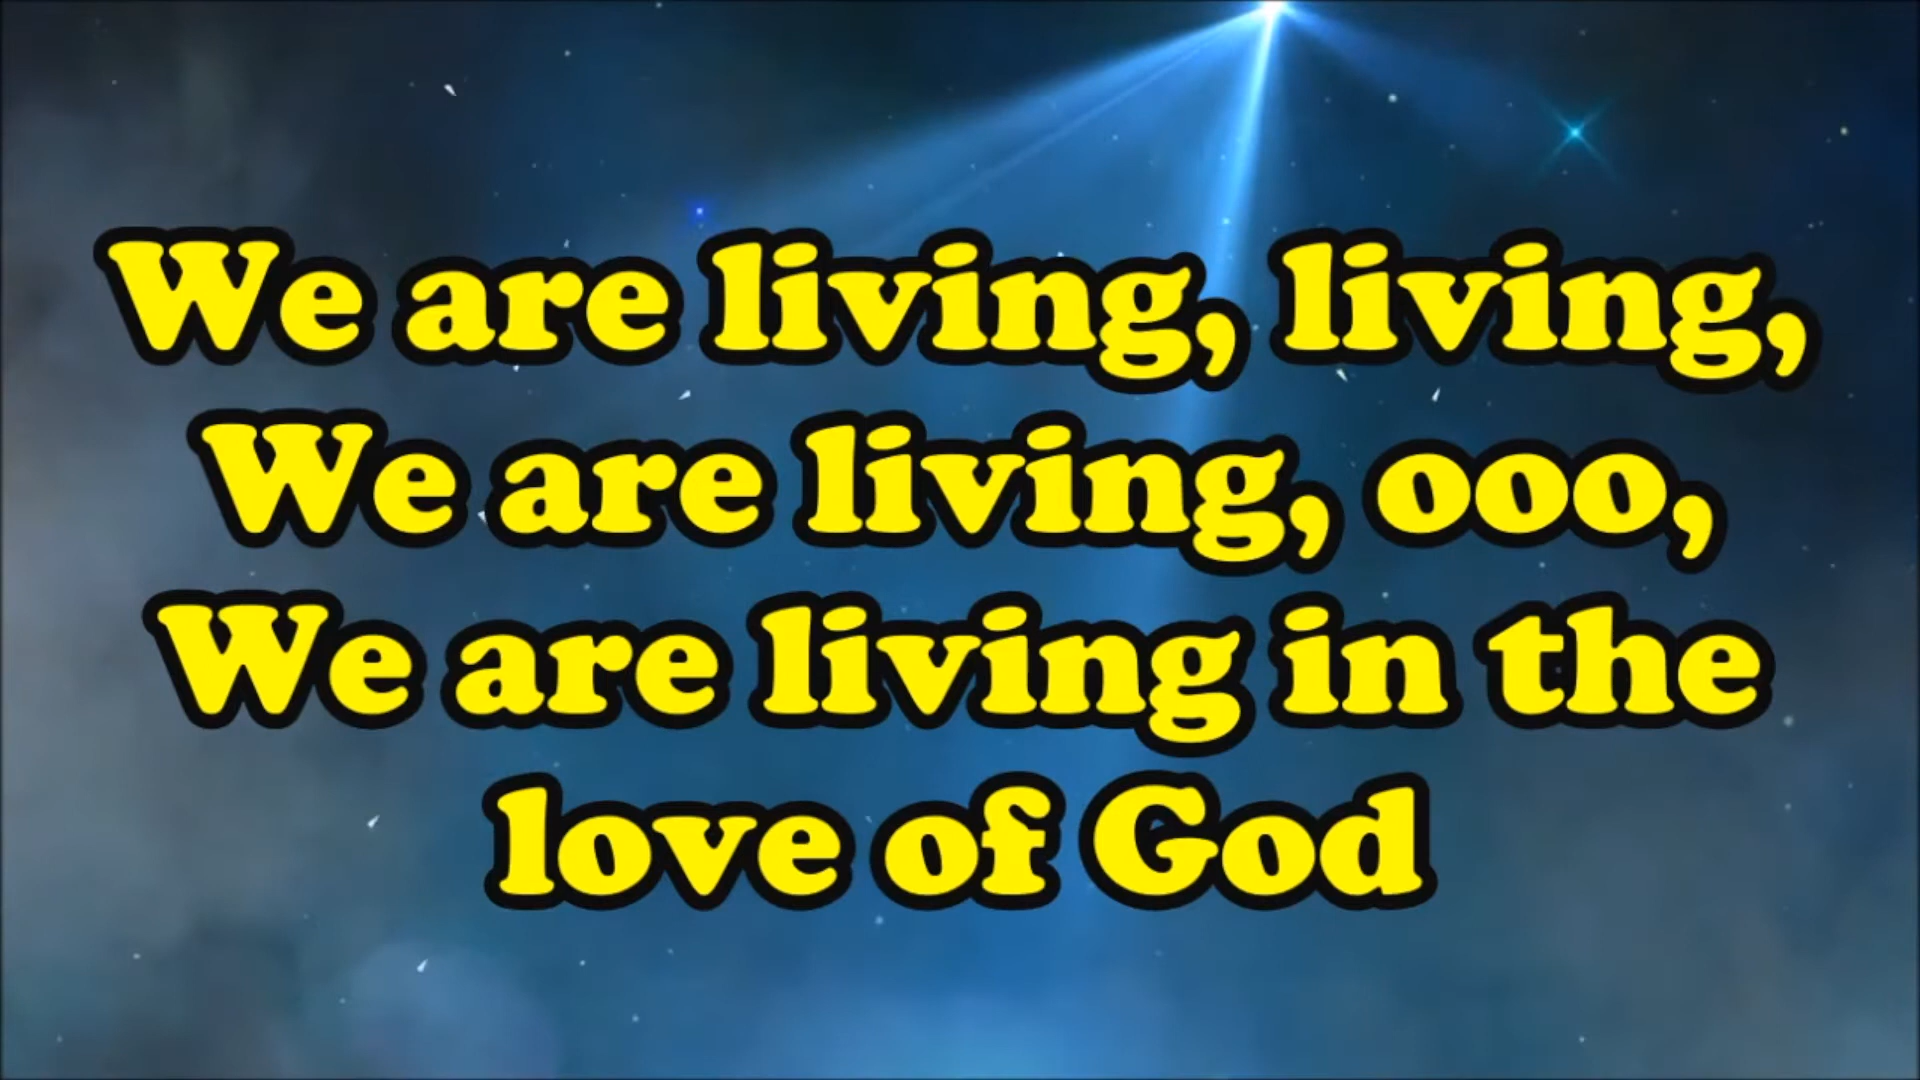 We are living, living,
We are living, ooo,
We are living in the
love of God